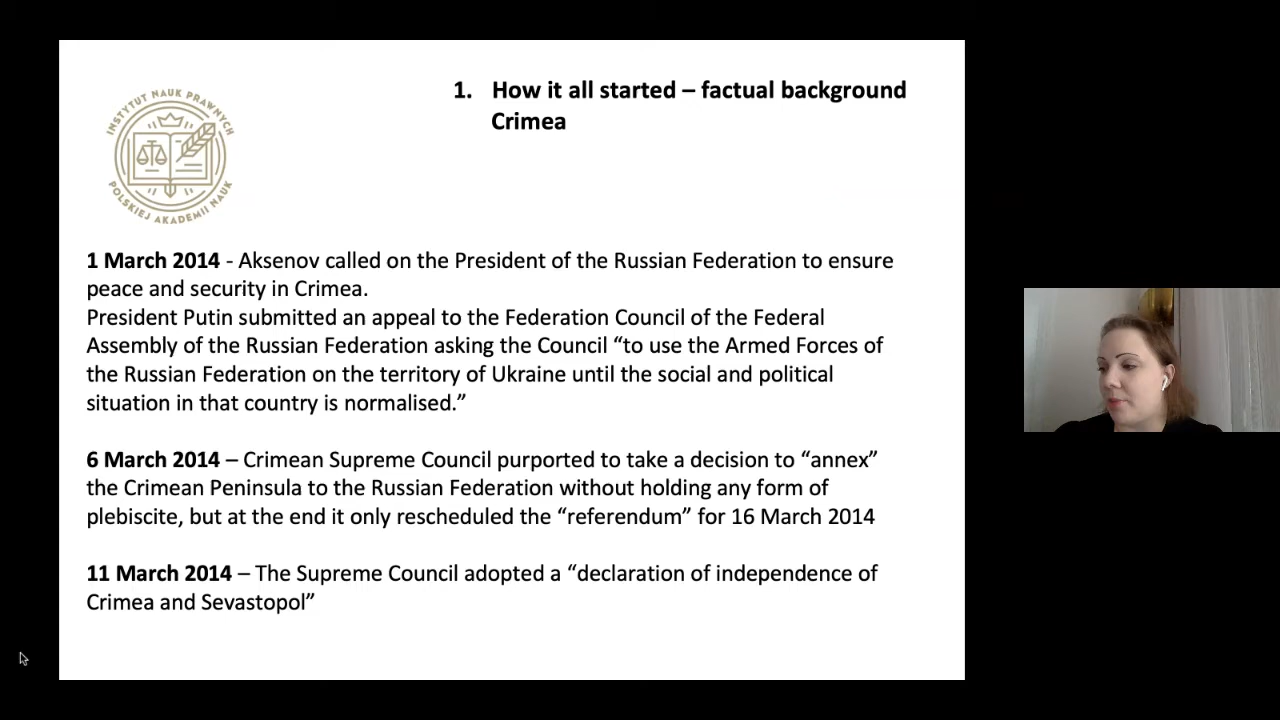 INSTYTUT NAUK PRAWNYCH
POLSKIEJ AKADEMII NAUK
1. How it all started – factual background
Crimea
1 March 2014 - Aksenov called on the President of the Russian Federation to ensure
peace and security in Crimea.
President Putin submitted an appeal to the Federation Council of the Federal
Assembly of the Russian Federation asking the Council “to use the Armed Forces of
the Russian Federation on the territory of Ukraine until the social and political
situation in that country is normalised.”
6 March 2014 – Crimean Supreme Council purported to take a decision to “annex”
the Crimean Peninsula to the Russian Federation without holding any form of
plebiscite, but at the end it only rescheduled the “referendum” for 16 March 2014
11 March 2014 – The Supreme Council adopted a “declaration of independence of
Crimea and Sevastopol”